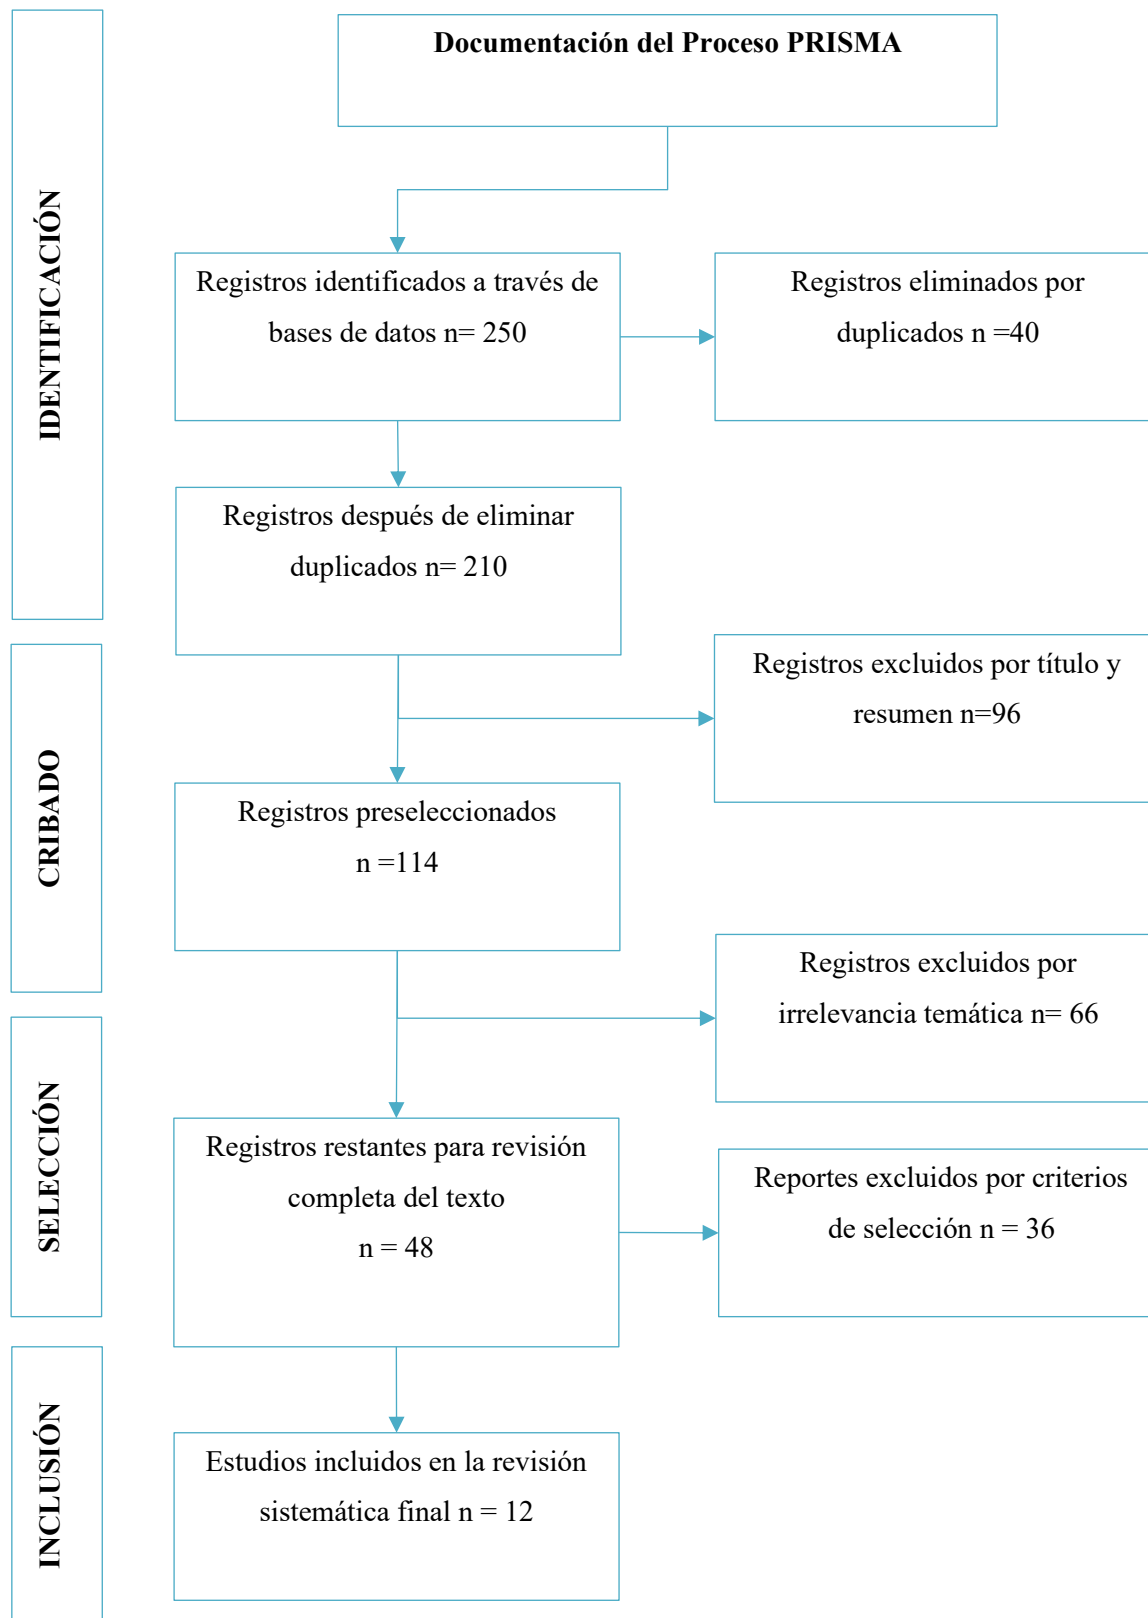 Documentación del Proceso PRISMA
IDENTIFICACIÓN
Registros identificados a través de
bases de datos n= 250
Registros eliminados por
duplicados n =40
Registros después de eliminar
duplicados n= 210
CRIBADO
Registros excluidos por título y
resumen n=96
Registros preseleccionados
n =114
Registros excluidos por
irrelevancia temática n= 66
SELECCIÓN
Registros restantes para revisión
completa del texto
n = 48
Reportes excluidos por criterios
de selección n = 36
INCLUSIÓN
Estudios incluidos en la revisión
sistemática final n = 12